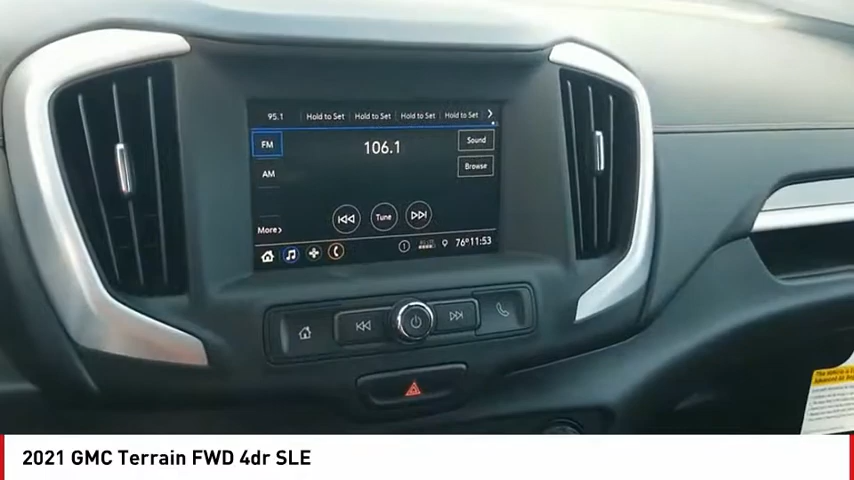 95.1 Hold to Set Hold to Set Hold to Set Hold to Set
FM 106.1 Sound
AM Browse
Tune
More
76° 11:53
2021 GMC Terrain FWD 4dr SLE